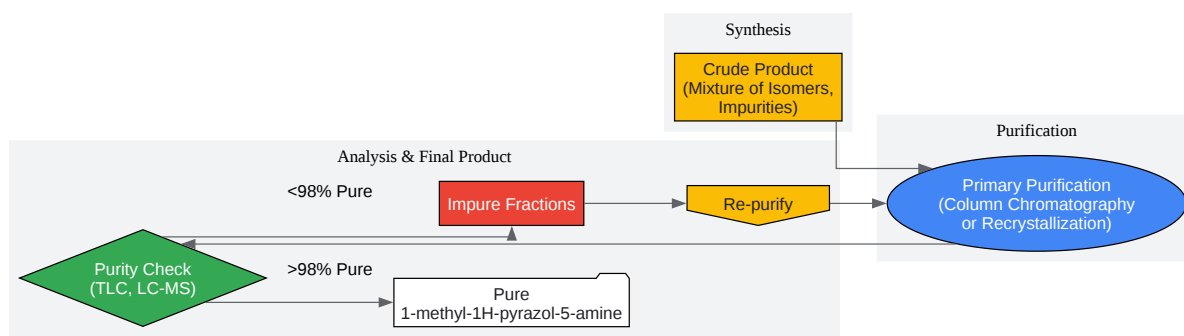 Synthesis
Crude Product
(Mixture of Isomers,
Impurities)
Purification
Primary Purification
(Column Chromatography
or Recrystallization)
Analysis & Final Product
<98% Pure
Impure Fractions
Re-purify
Purity Check
(TLC, LC-MS)
>98% Pure
Pure
1-methyl-1H-pyrazol-5-amine